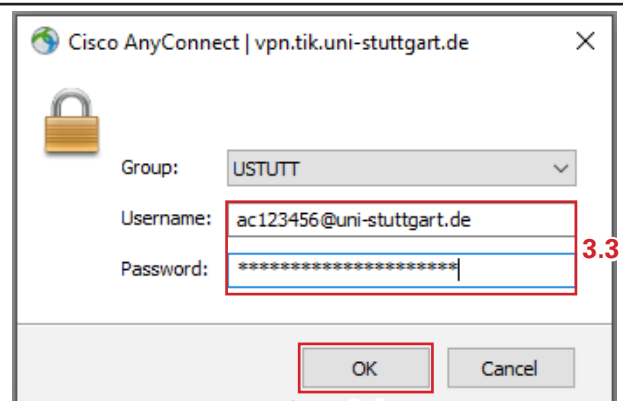 Cisco AnyConnect | vpn.tik.uni-stuttgart.de
Group: USTUTT
Username: ac123456@uni-stuttgart.de
3.3
Password: *********************
OK Cancel